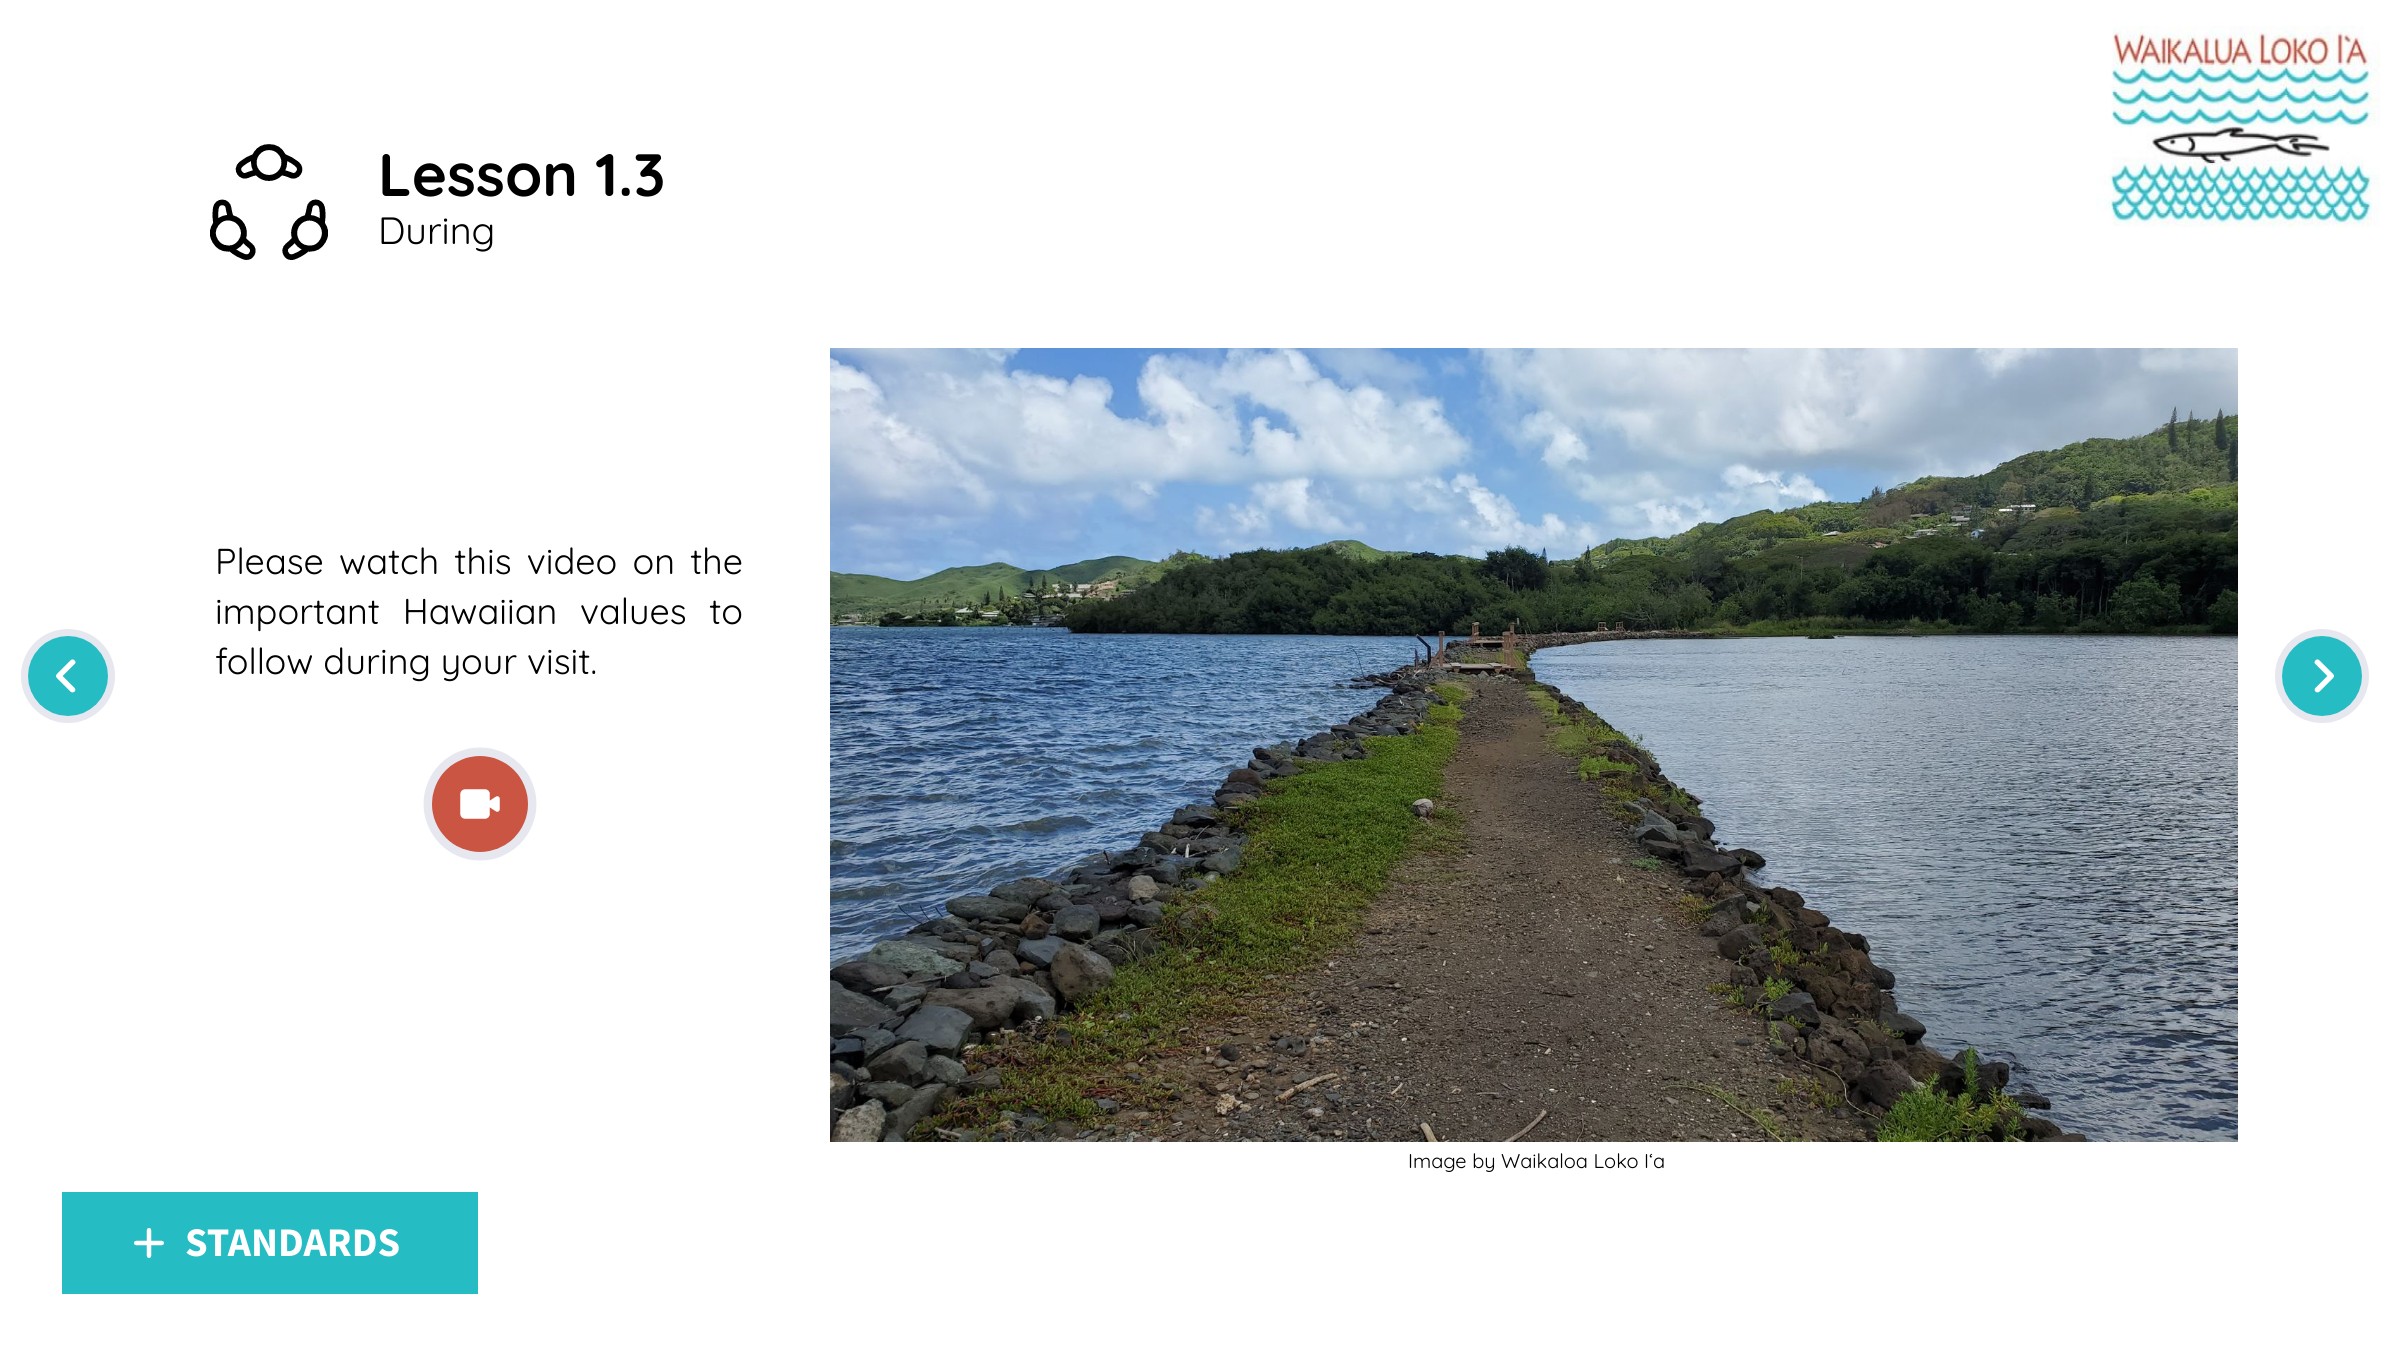 WAIKALUA LOKO I'A
Lesson 1.3
During
Please watch this video on the
important Hawaiian values to
follow during your visit.
Image by Waikaloa Loko Iʻa
+ STANDARDS